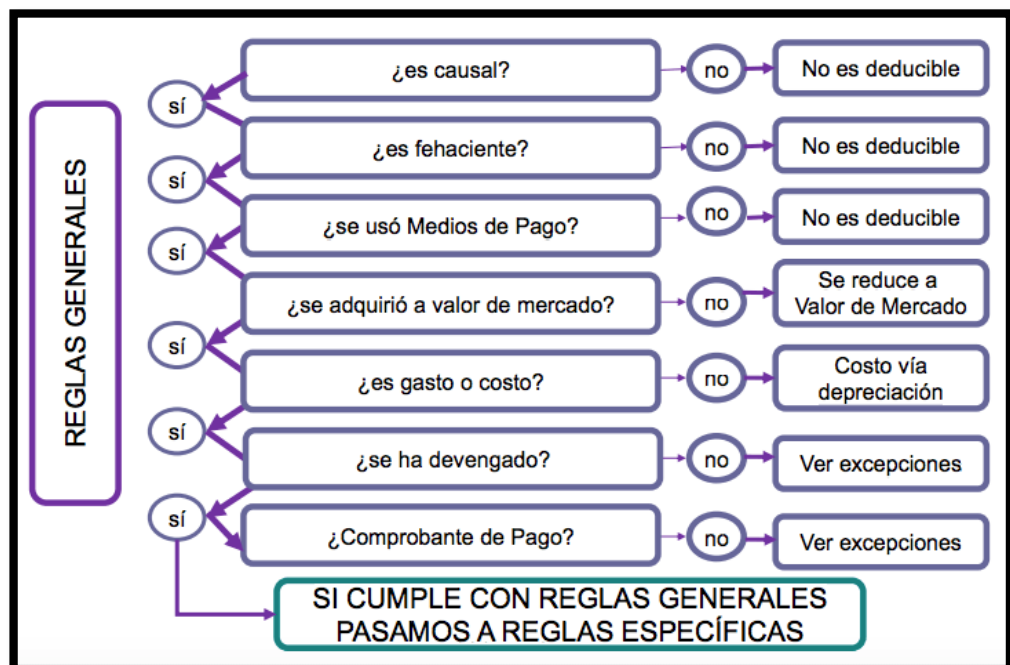 REGLAS GENERALES
¿es causal?
no
No es deducible
sí
¿es fehaciente?
no
No es deducible
sí
¿se usó Medios de Pago?
no
No es deducible
sí
¿se adquirió a valor de mercado?
no
Se reduce a
Valor de Mercado
sí
¿es gasto o costo?
no
Costo vía
depreciación
sí
¿se ha devengado?
no
Ver excepciones
sí
¿Comprobante de Pago?
no
Ver excepciones
SI CUMPLE CON REGLAS GENERALES
PASAMOS A REGLAS ESPECÍFICAS